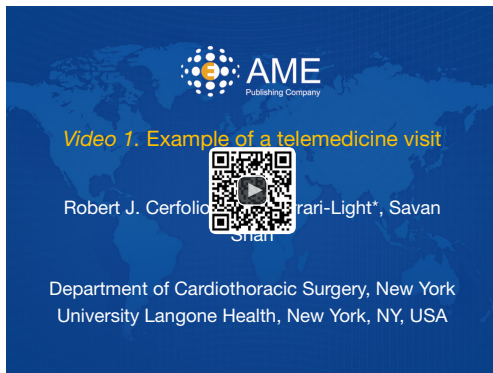 AME
Publishing Company
Video 1. Example of a telemedicine visit
Robert J. Cerfolio rari-Light*, Savan
Shah
Department of Cardiothoracic Surgery, New York
University Langone Health, New York, NY, USA